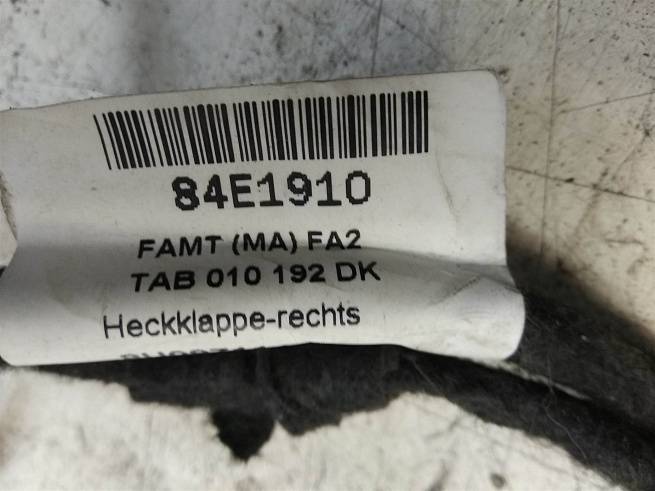 84E1910
FAMT (MA) FA2
TAB 010 192 DK
Heckklappe-rechts